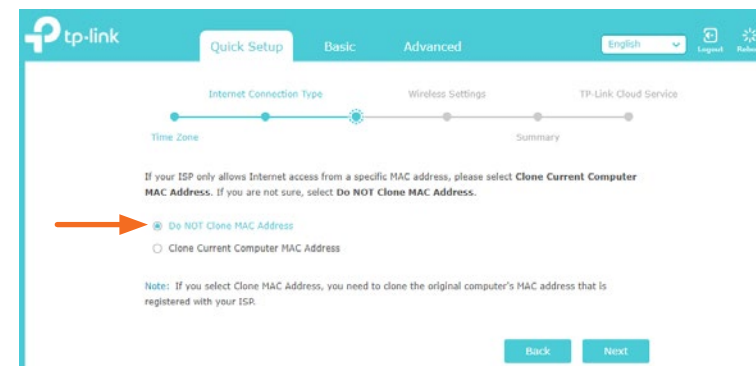 tp-link
Quick Setup Basic Advanced English Logout
Internet Connection Type Wireless Settings TP-Link Cloud Service
Time Zone Summary
If your ISP only allows Internet access from a specific MAC address, please select Clone Current Computer
MAC Address. If you are not sure, select Do NOT Clone MAC Address.
Do NOT Clone MAC Address
Clone Current Computer MAC Address
Note: If you select Clone MAC Address, you need to clone the original computer's MAC address that is
registered with your ISP.
Back Next